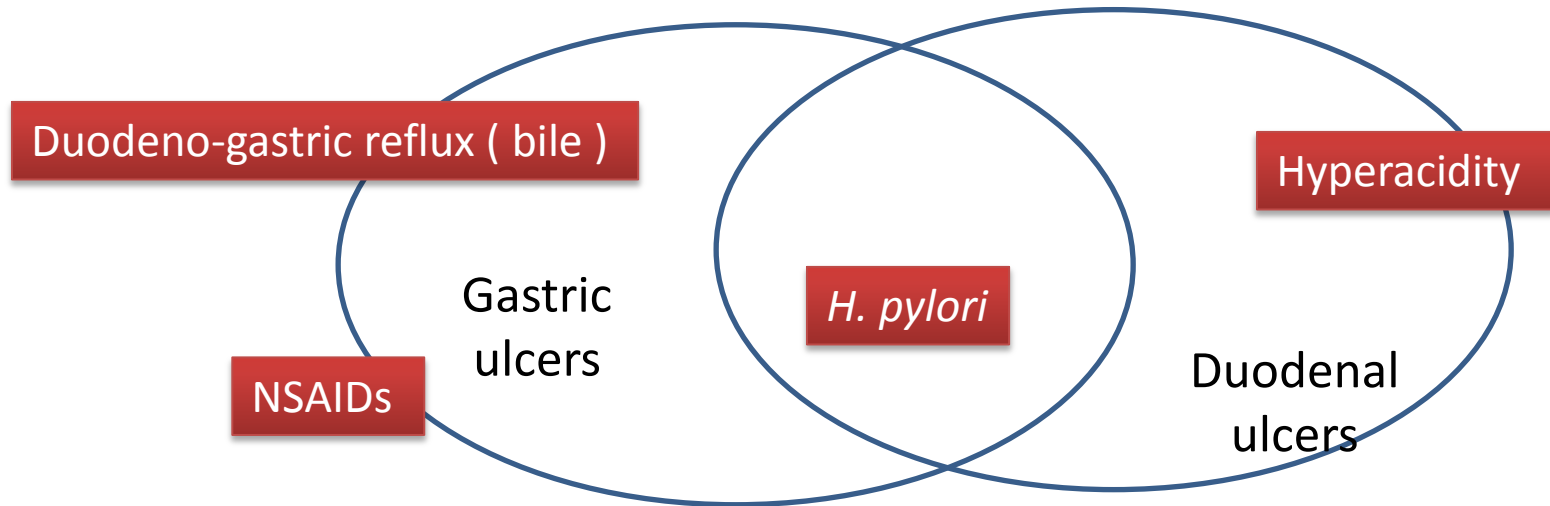 Duodeno-gastric reflux ( bile )
Hyperacidity
Gastric
ulcers
H. pylori
NSAIDs
Duodenal
ulcers